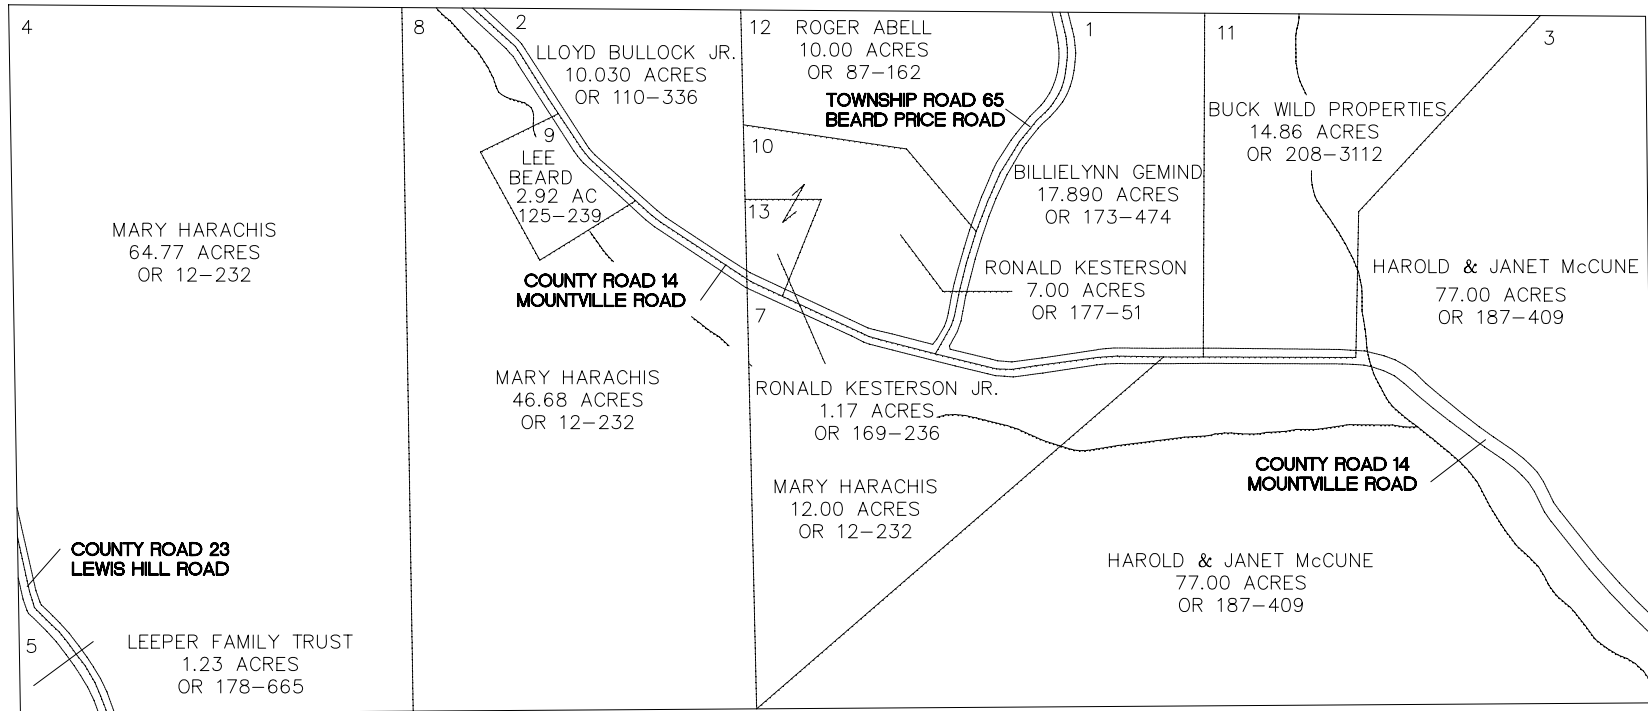 4
8
2
12
1
11
3
ROGER ABELL
10.00 ACRES
OR 87-162
LLOYD BULLOCK JR.
10.030 ACRES
OR 110-336
TOWNSHIP ROAD 65
BEARD PRICE ROAD
BUCK WILD PROPERTIES
14.86 ACRES
OR 208-3112
9
LEE
BEARD
2.92 AC
125-239
10
13
BILLIELYNN GEMIND
17.890 ACRES
OR 173-474
MARY HARACHIS
64.77 ACRES
OR 12-232
COUNTY ROAD 14
MOUNTVILLE ROAD
RONALD KESTERSON
7.00 ACRES
OR 177-51
HAROLD & JANET McCUNE
77.00 ACRES
OR 187-409
7
MARY HARACHIS
46.68 ACRES
OR 12-232
RONALD KESTERSON JR.
1.17 ACRES
OR 169-236
COUNTY ROAD 14
MOUNTVILLE ROAD
MARY HARACHIS
12.00 ACRES
OR 12-232
COUNTY ROAD 23
LEWIS HILL ROAD
HAROLD & JANET McCUNE
77.00 ACRES
OR 187-409
5
LEEPER FAMILY TRUST
1.23 ACRES
OR 178-665